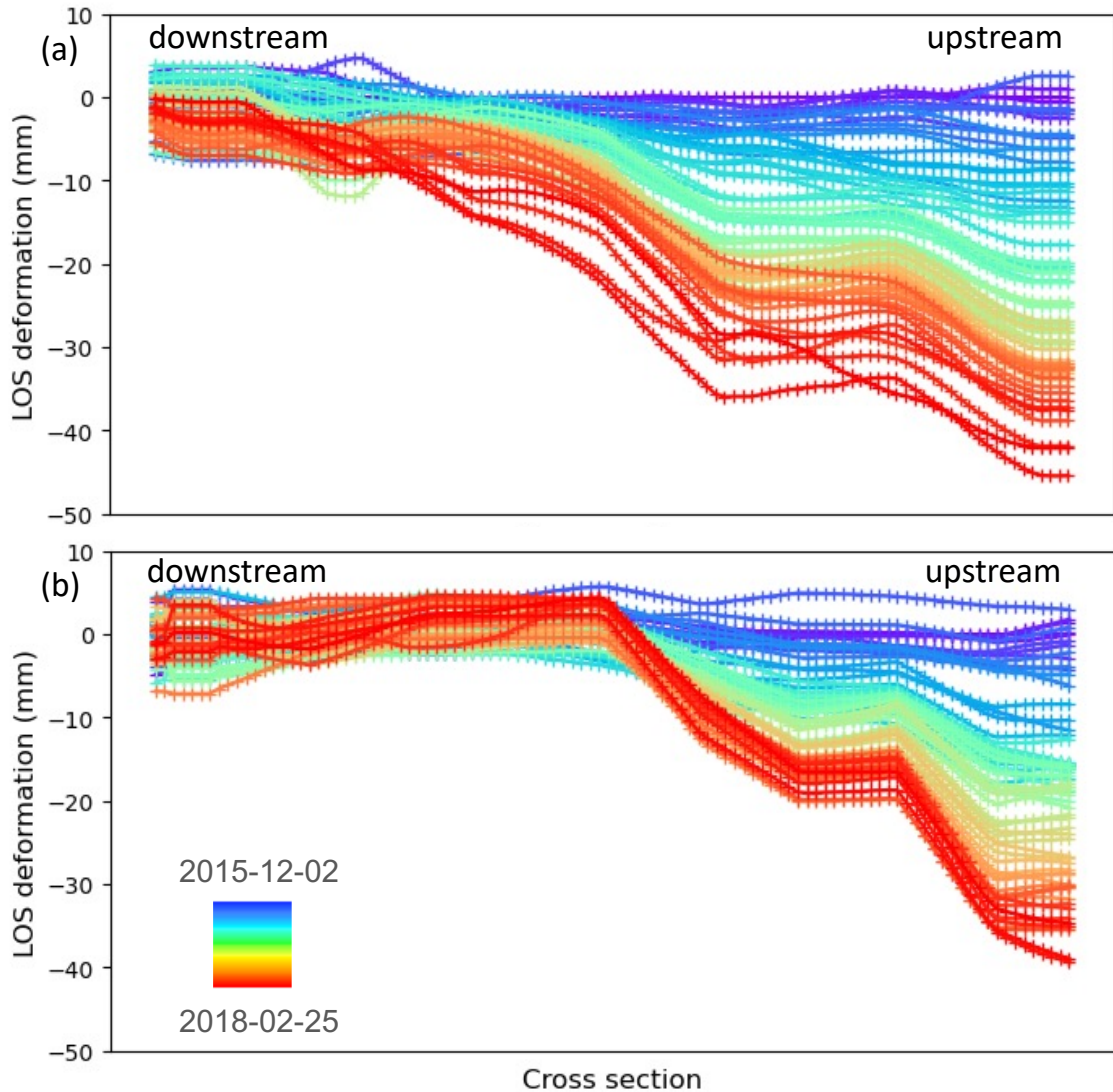 (a)
downstream
upstream
10
0
−10
−20
−30
−40
−50
LOS deformation (mm)
(b)
downstream
upstream
10
0
−10
−20
−30
−40
−50
LOS deformation (mm)
2015-12-02
2018-02-25
Cross section